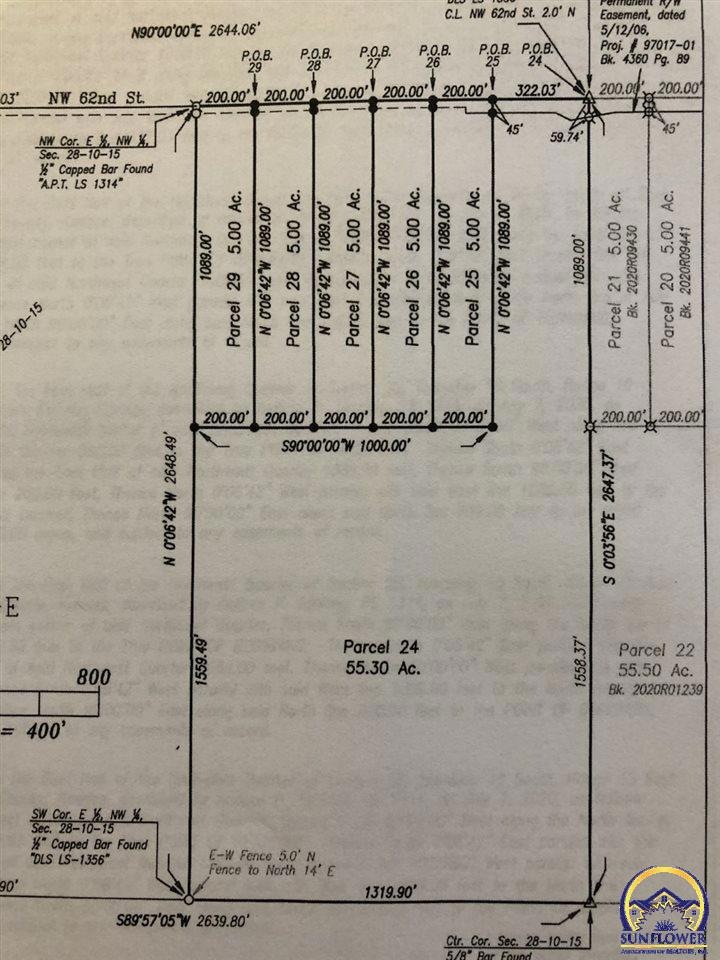 N90°00'00"E 2644.06'
C.L. NW 62nd St. 2.0' N
Permanent R/W
Easement, dated
5/12/06,
Proj. # 97017-01
Bk. 4360 Pg. 89
P.O.B.
29
P.O.B.
28
P.O.B.
27
P.O.B.
26
P.O.B.
25
P.O.B.
24
03'
NW 62nd St.
200.00'
200.00'
200.00'
200.00'
200.00'
322.03'
200.00'
200.00'
45'
59.74'
45'
NW Cor. E ½, NW ¼,
Sec. 28-10-15
½" Capped Bar Found
"A.P.T. LS 1314"
1089.00'
Parcel 29 5.00 Ac.
N 0°06'42"W 1089.00'
Parcel 28 5.00 Ac.
N 0°06'42"W 1089.00'
Parcel 27 5.00 Ac.
N 0°06'42"W 1089.00'
Parcel 26 5.00 Ac.
N 0°06'42"W 1089.00'
Parcel 25 5.00 Ac.
N 0°06'42"W 1089.00'
1089.00'
Parcel 21 5.00 Ac.
Bk. 2020R09430
Parcel 20 5.00 Ac.
Bk. 2020R09441
28-10-15
200.00'
200.00'
200.00'
200.00'
200.00'
200.00'
200.00'
S90°00'00"W 1000.00'
N 0°06'42"W 2648.49'
S 0°03'56"E 2647.37'
E
1559.49'
Parcel 24
55.30 Ac.
1558.37'
Parcel 22
55.50 Ac.
Bk. 2020R01239
800
= 400'
SW Cor. E ½, NW ¼,
Sec. 28-10-15
½" Capped Bar Found
"DLS LS-1356"
E-W Fence 5.0' N
Fence to North 14' E
90'
1319.90'
S89°57'05"W 2639.80'
Ctr. Cor. Sec. 28-10-15
5/8" Bar Found
SUNFLOWER
ASSOCIATION OF REALTORS, INC.